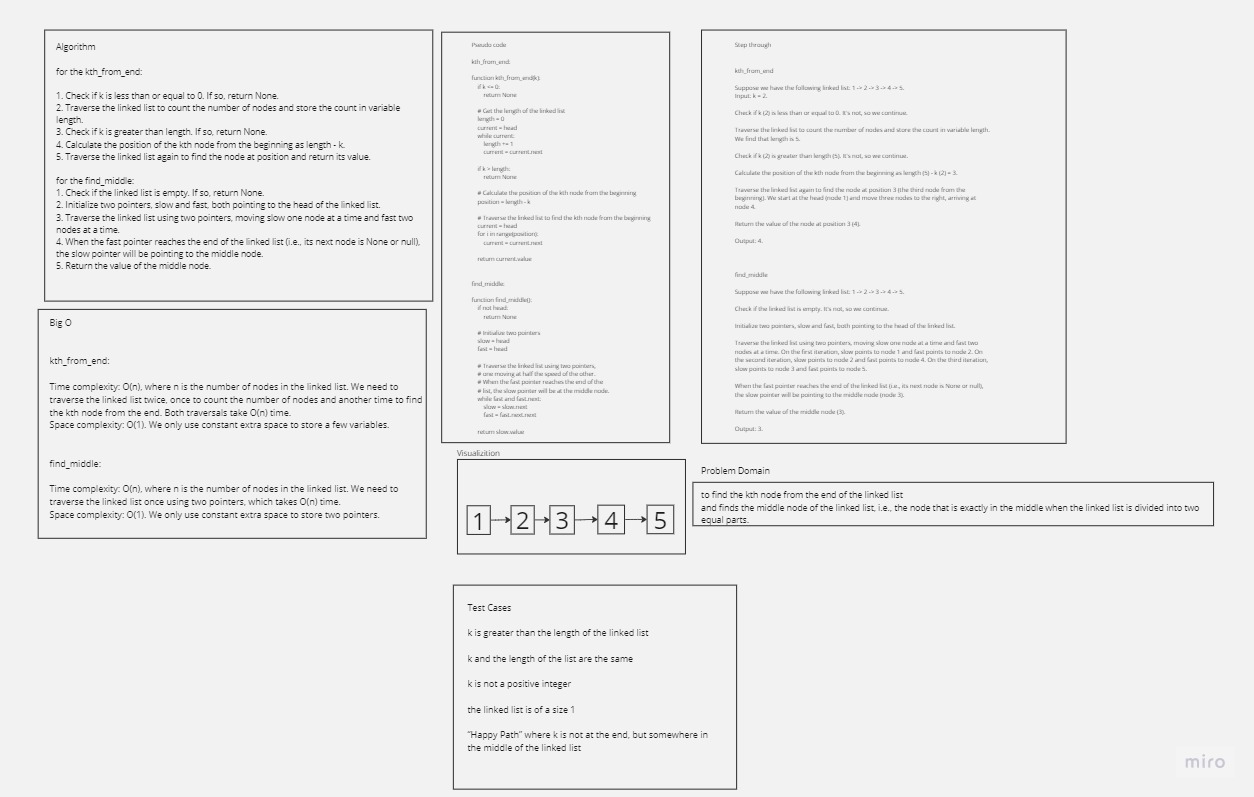 Algorithm
for the kth_from_end:
1. Check if k is less than or equal to 0. If so, return None.
2. Traverse the linked list to count the number of nodes and store the count in variable
length.
3. Check if k is greater than length. If so, return None.
4. Calculate the position of the kth node from the beginning as length - k.
5. Traverse the linked list again to find the node at position and return its value.
for the find_middle:
1. Check if the linked list is empty. If so, return None.
2. Initialize two pointers, slow and fast, both pointing to the head of the linked list.
3. Traverse the linked list using two pointers, moving slow one node at a time and fast two
nodes at a time.
4. When the fast pointer reaches the end of the linked list (i.e., its next node is None or null),
the slow pointer will be pointing to the middle node.
5. Return the value of the middle node.
Big O
kth_from_end:
Time complexity: O(n), where n is the number of nodes in the linked list. We need to
traverse the linked list twice, once to count the number of nodes and another time to find
the kth node from the end. Both traversals take O(n) time.
Space complexity: O(1). We only use constant extra space to store a few variables.
find_middle:
Time complexity: O(n), where n is the number of nodes in the linked list. We need to
traverse the linked list once using two pointers, which takes O(n) time.
Space complexity: O(1). We only use constant extra space to store two pointers.
Pseudo code
kth_from_end:
function kth_from_end(k):
if k <= 0:
return None
# Get the length of the linked list
length = 0
current = head
while current:
length += 1
current = current.next
if k > length:
return None
# Calculate the position of the kth node from the beginning
position = length - k
# Traverse the linked list to find the kth node from the beginning
current = head
for i in range(position):
current = current.next
return current.value
find_middle:
function find_middle():
if not head:
return None
# Initialize two pointers
slow = head
fast = head
# Traverse the linked list using two pointers,
# one moving at half the speed of the other.
# When the fast pointer reaches the end of the
# list, the slow pointer will be at the middle node.
while fast and fast.next:
slow = slow.next
fast = fast.next.next
return slow.value
Step through
kth_from_end
Suppose we have the following linked list: 1 -> 2 -> 3 -> 4 -> 5.
Input: k = 2.
Check if k (2) is less than or equal to 0. It's not, so we continue.
Traverse the linked list to count the number of nodes and store the count in variable length.
We find that length is 5.
Check if k (2) is greater than length (5). It's not, so we continue.
Calculate the position of the kth node from the beginning as length (5) - k (2) = 3.
Traverse the linked list again to find the node at position 3 (the third node from the
beginning). We start at the head (node 1) and move three nodes to the right, arriving at
node 4.
Return the value of the node at position 3 (4).
Output: 4.
find_middle
Suppose we have the following linked list: 1 -> 2 -> 3 -> 4 -> 5.
Check if the linked list is empty. It's not, so we continue.
Initialize two pointers, slow and fast, both pointing to the head of the linked list.
Traverse the linked list using two pointers, moving slow one node at a time and fast two
nodes at a time. On the first iteration, slow points to node 1 and fast points to node 2. On
the second iteration, slow points to node 2 and fast points to node 4. On the third iteration,
slow points to node 3 and fast points to node 5.
When the fast pointer reaches the end of the linked list (i.e., its next node is None or null),
the slow pointer will be pointing to the middle node (node 3).
Return the value of the middle node (3).
Output: 3.
Visualizition
1 2 3 4 5
Problem Domain
to find the kth node from the end of the linked list
and finds the middle node of the linked list, i.e., the node that is exactly in the middle when the linked list is divided into two
equal parts.
Test Cases
k is greater than the length of the linked list
k and the length of the list are the same
k is not a positive integer
the linked list is of a size 1
“Happy Path” where k is not at the end, but somewhere in
the middle of the linked list
miro